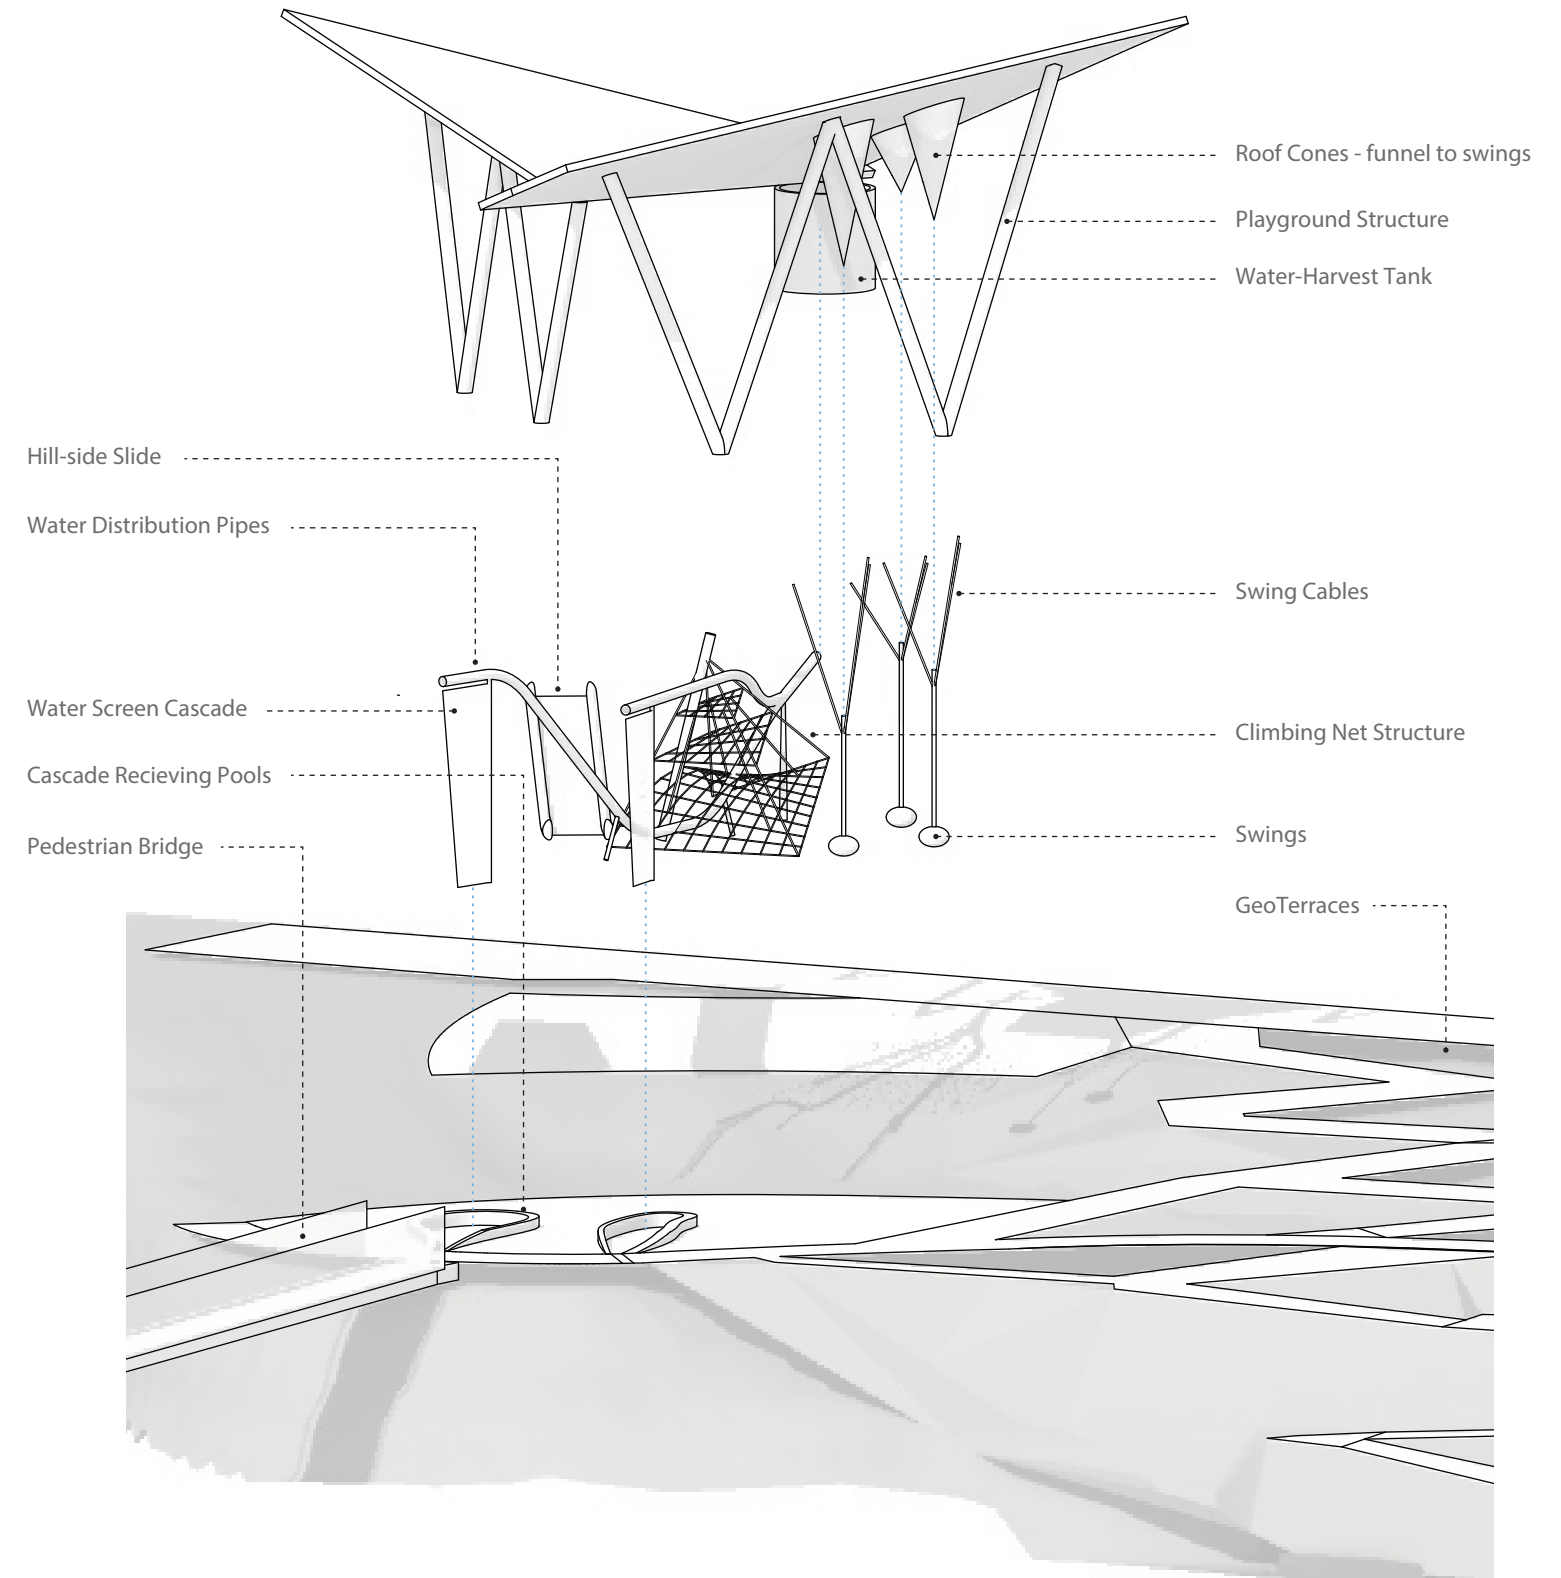 Roof Cones - funnel to swings
Playground Structure
Water-Harvest Tank
Hill-side Slide
Water Distribution Pipes
Swing Cables
Water Screen Cascade
Climbing Net Structure
Cascade Recieving Pools
Swings
Pedestrian Bridge
GeoTerraces